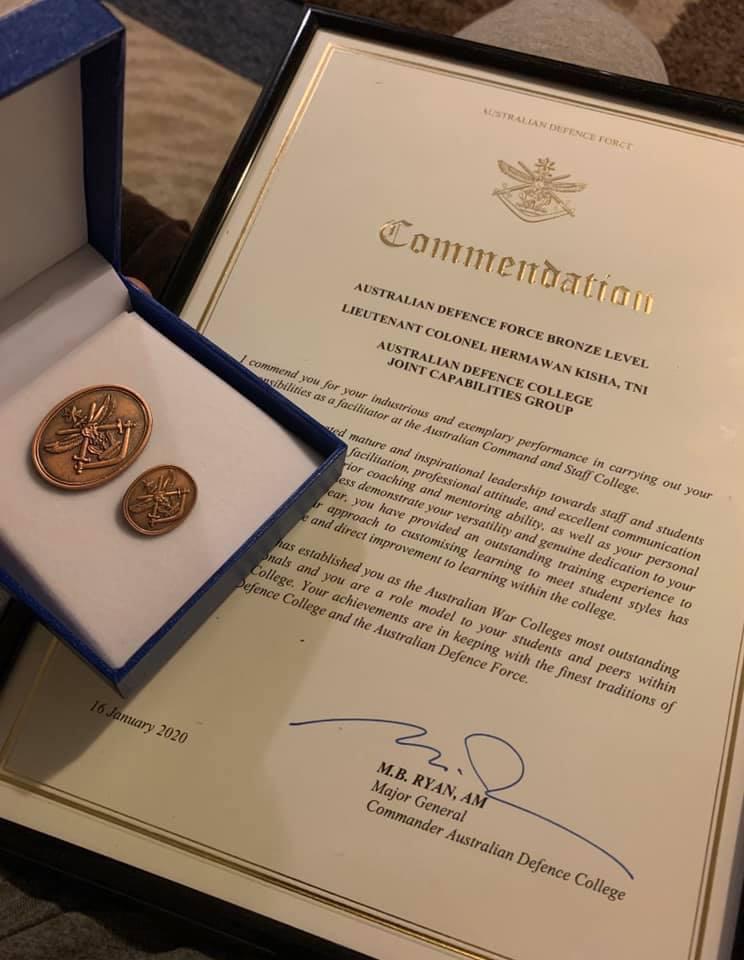 AUSTRALIAN DEFENCE FORCE
Commendation
AUSTRALIAN DEFENCE FORCE BRONZE LEVEL
LIEUTENANT COLONEL HERMAWAN KISHA, TNI
AUSTRALIAN DEFENCE COLLEGE
JOINT CAPABILITIES GROUP
I commend you for your industrious and exemplary performance in carrying out your
as a facilitator at the Australian Command and Staff College.
mature and inspirational leadership towards staff and students
facilitation, professional attitude, and excellent communication
coaching and mentoring ability, as well as your personal
demonstrate your versatility and genuine dedication to your
you have provided an outstanding training experience to
approach to customising learning to meet student styles has
and direct improvement to learning within the college.
has established you as the Australian War Colleges most outstanding
and you are a role model to your students and peers within
College. Your achievements are in keeping with the finest traditions of
Defence College and the Australian Defence Force.
16 January 2020
M.B. RYAN, AM
Major General
Commander Australian Defence College